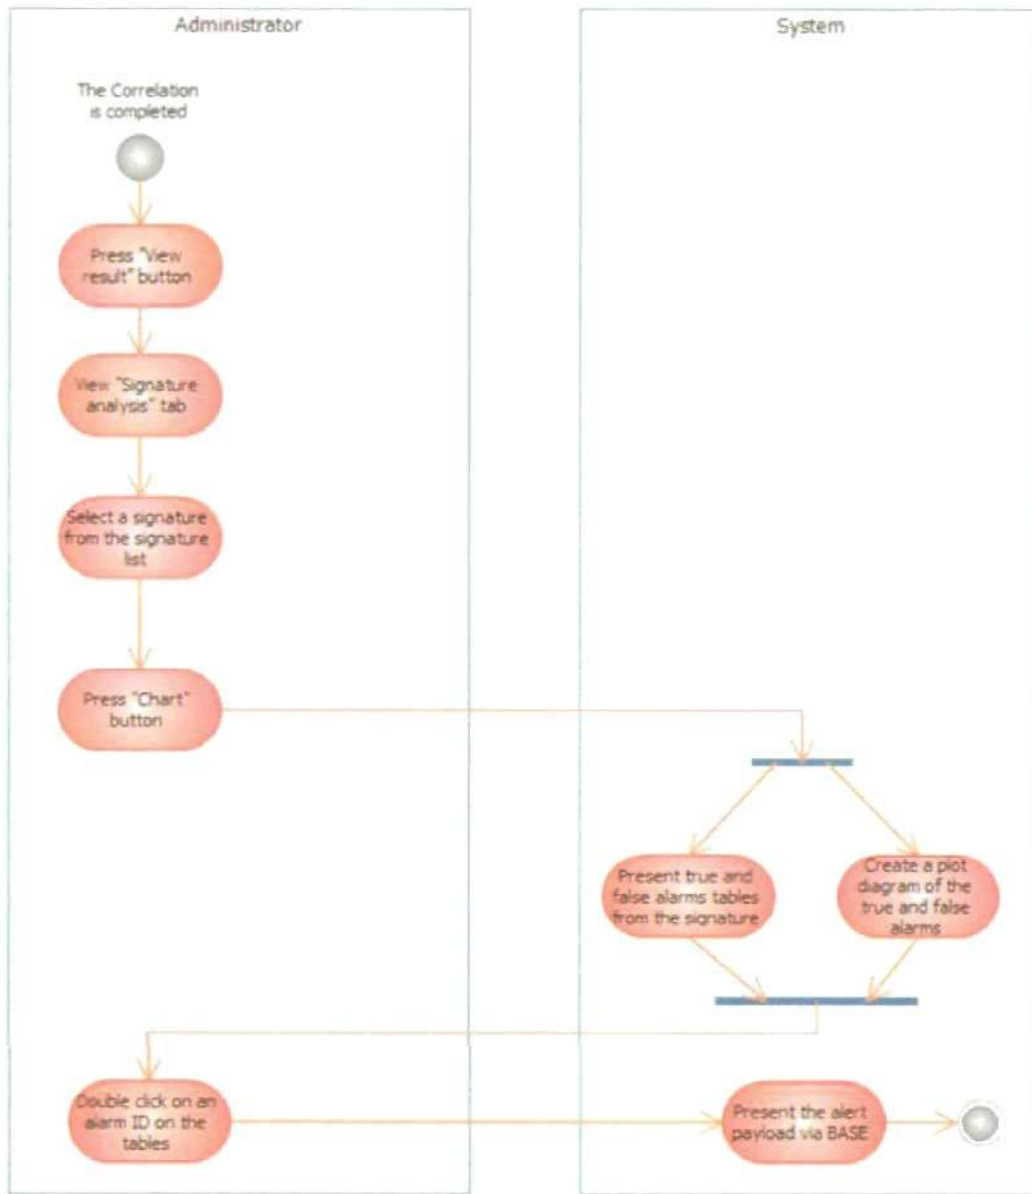 Administrator
System
The Correlation
is completed
Press "View
result" button
View "Signature
analysis" tab
Select a signature
from the signature
list
Press "Chart"
button
Present true and
false alarms tables
from the signature
Create a plot
diagram of the
true and false
alarms
Double click on an
alarm ID on the
tables
Present the alert
payload via BASE